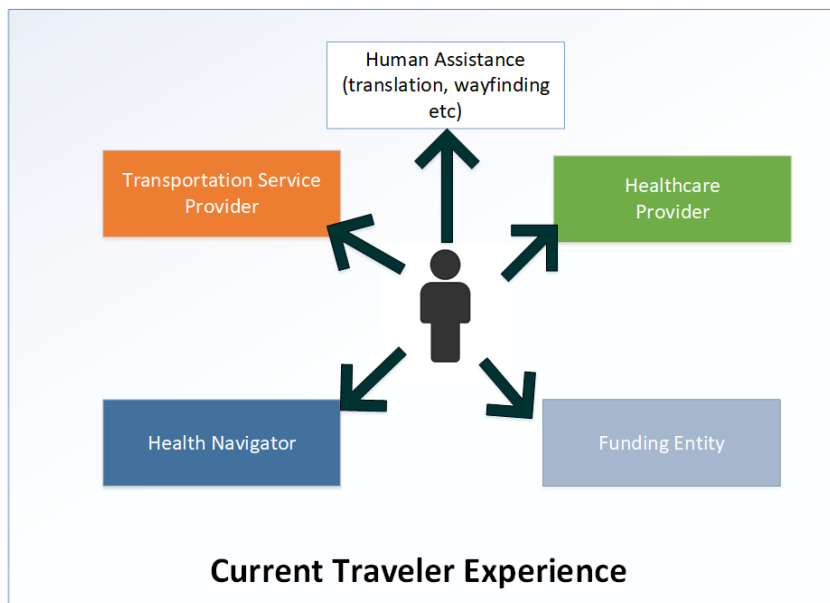 Human Assistance
(translation, wayfinding
etc)
Transportation Service
Provider
Healthcare
Provider
Health Navigator
Funding Entity
Current Traveler Experience